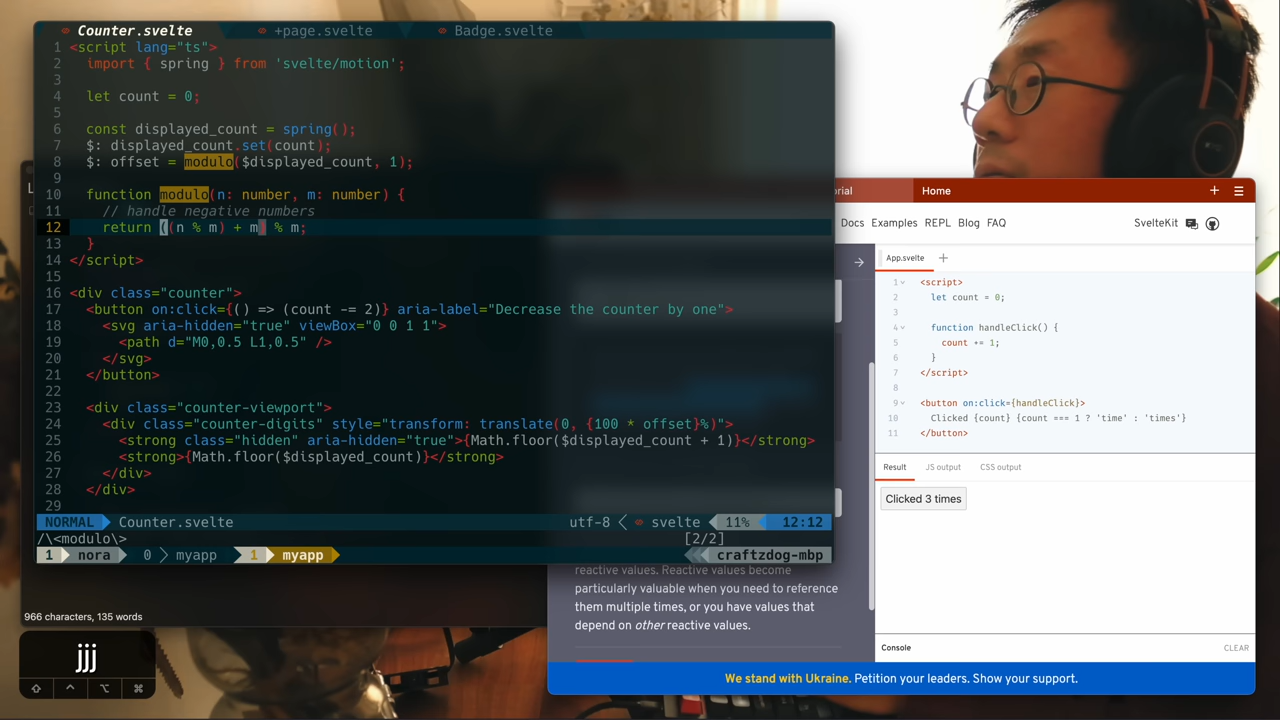 Counter.svelte
+page.svelte
Badge.svelte
1 <script lang="ts">
2 import { spring } from 'svelte/motion';
3
4 let count = 0;
5
6 const displayed_count = spring();
7 $: displayed_count.set(count);
8 $: offset = modulo($displayed_count, 1);
9
10 function modulo(n: number, m: number) {
11 // handle negative numbers
12 return ((n % m) + m) % m;
13 }
14 </script>
15
16 <div class="counter">
17 <button on:click={() => (count -= 2)} aria-label="Decrease the counter by one">
18 <svg aria-hidden="true" viewBox="0 0 1 1">
19 <path d="M0,0.5 L1,0.5" />
20 </svg>
21 </button>
22
23 <div class="counter-viewport">
24 <div class="counter-digits" style="transform: translate(0, {100 * offset}%)">
25 <strong class="hidden" aria-hidden="true">{Math.floor($displayed_count + 1)}</strong>
26 <strong>{Math.floor($displayed_count)}</strong>
27 </div>
28 </div>
29
NORMAL Counter.svelte utf-8 svelte 11% 12:12
/\<modulo\> [2/2]
1 nora 0 myapp 1 myapp craftzdog-mbp
966 characters, 135 words
jjj
orial
Home
Docs Examples REPL Blog FAQ SvelteKit
App.svelte
1 <script>
2 let count = 0;
3
4 function handleClick() {
5 count += 1;
6 }
7 </script>
8
9 <button on:click={handleClick}>
10 Clicked {count} {count === 1 ? 'time' : 'times'}
11 </button>
Result JS output CSS output
Clicked 3 times
reactive values. Reactive values become
particularly valuable when you need to reference
them multiple times, or you have values that
depend on other reactive values.
Console CLEAR
We stand with Ukraine. Petition your leaders. Show your support.